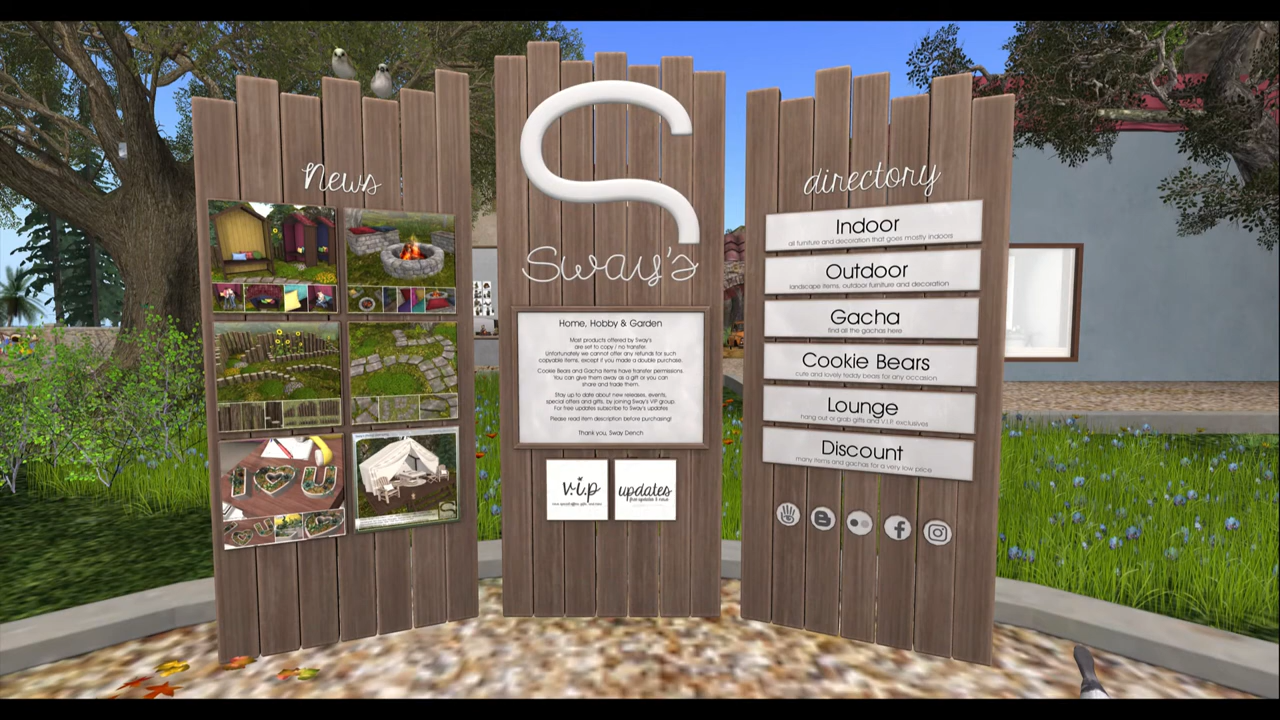 News
I U
S
Sway's
Home, Hobby & Garden
Most products offered by Sway's
are set to copy / no transfer.
Unfortunately we cannot offer any refunds for such
copyable items, except if you made a double purchase.
Cookie Bears and Gacha items have transfer permissions.
You can give them away as a gift or you can
share and trade them.
Stay up to date about new releases, events,
special offers and gifts, by joining Sway's VIP group.
For free updates subscribe to Sway's updates
Please read item description before purchasing!
Thank you, Sway Dench
v.i.p
updates
free updates & news
directory
Indoor
all furniture and decoration that goes mostly indoors
Outdoor
landscape items, outdoor furniture and decoration
Gacha
find all the gachas here
Cookie Bears
cute and lovely teddy bears for any occasion
Lounge
hang out or grab gifts and V.I.P. exclusives
Discount
many items and gachas for a very low price